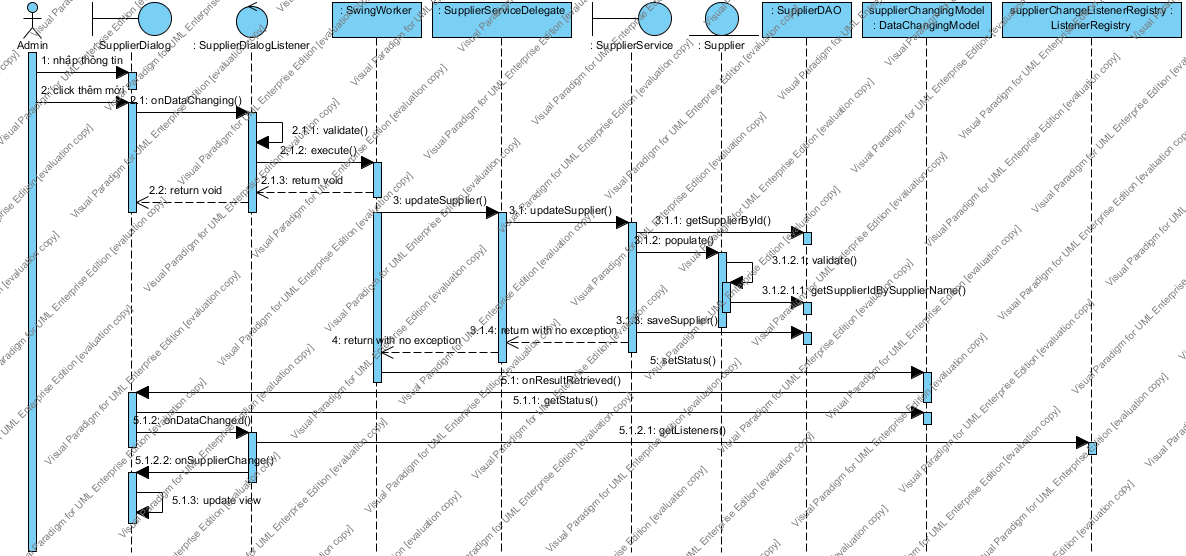 Admin
: SupplierDialog
: SupplierDialogListener
: SwingWorker
: SupplierServiceDelegate
: SupplierService
: Supplier
: SupplierDAO
supplierChangingModel
: DataChangingModel
supplierChangeListenerRegistry :
ListenerRegistry
1: nhập thông tin
2: click thêm mới
2.1: onDataChanging()
2.1.1: validate()
2.1.2: execute()
2.1.3: return void
2.2: return void
3: updateSupplier()
3.1: updateSupplier()
3.1.1: getSupplierById()
3.1.2: populate()
3.1.2.1: validate()
3.1.2.1.1: getSupplierIdBySupplierName()
3.1.3: saveSupplier()
3.1.4: return with no exception
4: return with no exception
5: setStatus()
5.1: onResultRetrieved()
5.1.1: getStatus()
5.1.2: onDataChanged()
5.1.2.1: getListeners()
5.1.2.2: onSupplierChange()
5.1.3: update view
Visual Paradigm for UML Enterprise Edition [evaluation copy]